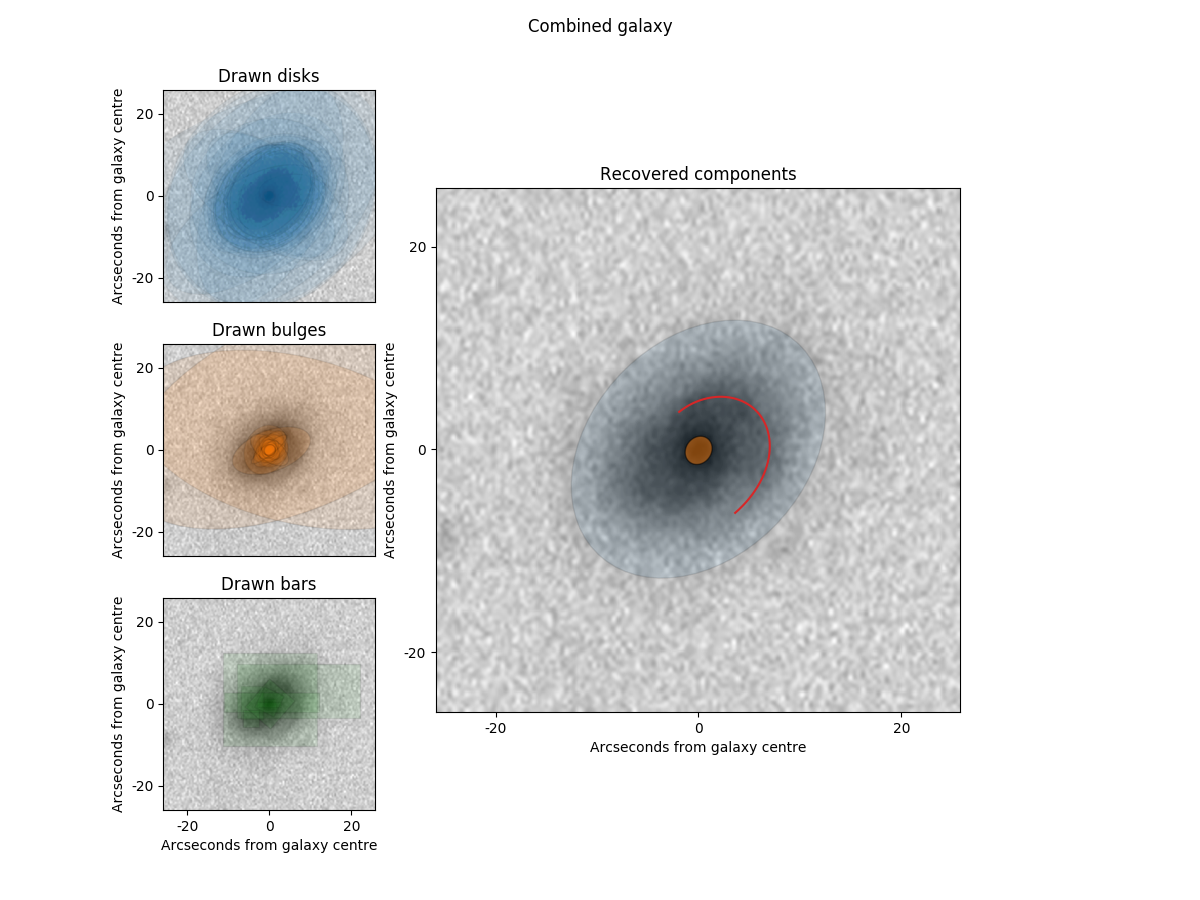 Combined galaxy
Drawn disks
Arcseconds from galaxy centre
20
0
-20
Drawn bulges
Arcseconds from galaxy centre
20
0
-20
Drawn bars
Arcseconds from galaxy centre
20
0
-20
-20 0 20
Arcseconds from galaxy centre
Recovered components
Arcseconds from galaxy centre
20
0
-20
-20 0 20
Arcseconds from galaxy centre